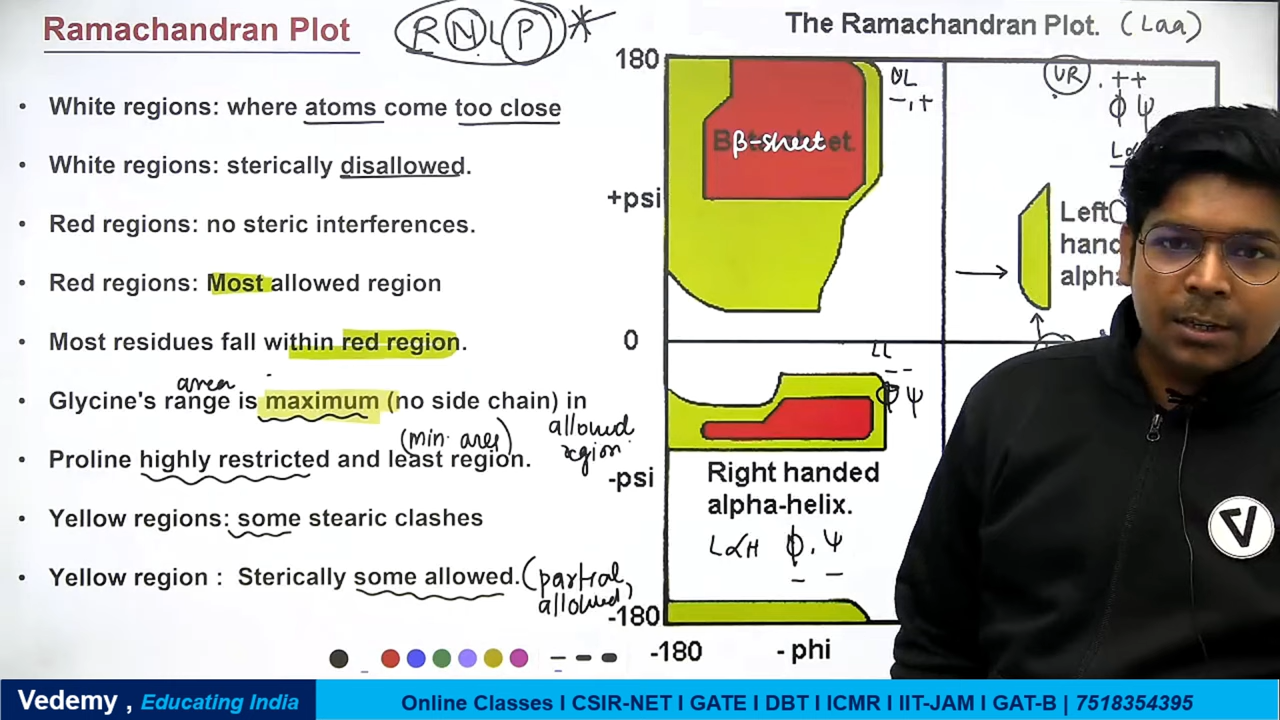 Ramachandran Plot
RNLP*
The Ramachandran Plot. (Laa)
• White regions: where atoms come too close
• White regions: sterically disallowed.
• Red regions: no steric interferences.
• Red regions: Most allowed region
• Most residues fall within red region.
area
• Glycine's range is maximum (no side chain) in
allowed
region
(min. area)
• Proline highly restricted and least region.
• Yellow regions: some stearic clashes
• Yellow region : Sterically some allowed. (partial
allowed)
180
+psi
0
-psi
-180
-180
- phi
β-sheet
-,+
UR . ++
ϕ ψ
Left
hand
alpha
LL
- -
ϕ ψ
Right handed
alpha-helix.
LαH ϕ, ψ
- -
Vedemy , Educating India
Online Classes I CSIR-NET I GATE I DBT I ICMR I IIT-JAM I GAT-B | 7518354395